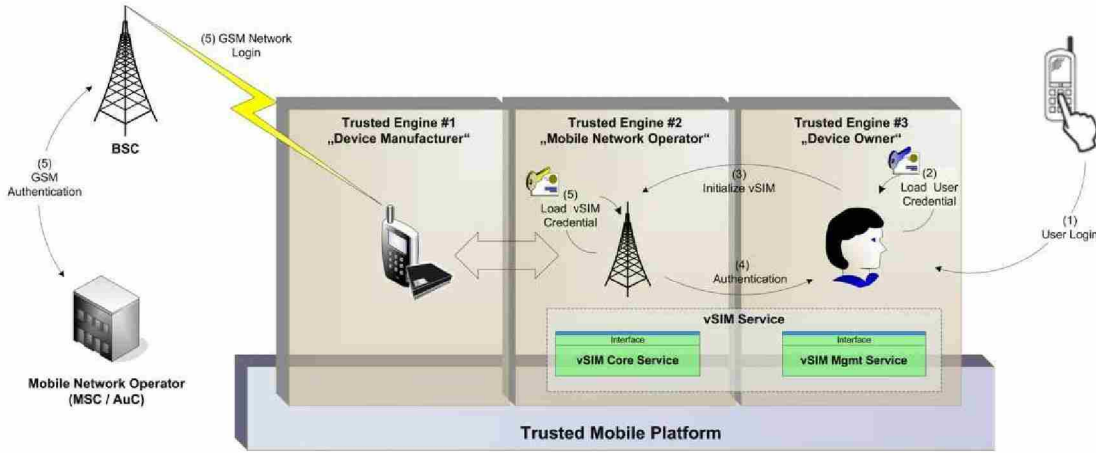 (5) GSM Network
Login
BSC
(5)
GSM
Authentication
Mobile Network Operator
(MSC / AuC)
Trusted Engine #1
„Device Manufacturer“
Trusted Engine #2
„Mobile Network Operator“
Trusted Engine #3
„Device Owner“
(5)
Load vSIM
Credential
(3)
Initialize vSIM
(2)
Load User
Credential
(4)
Authentication
(1)
User Login
vSIM Service
Interface
vSIM Core Service
Interface
vSIM Mgmt Service
Trusted Mobile Platform